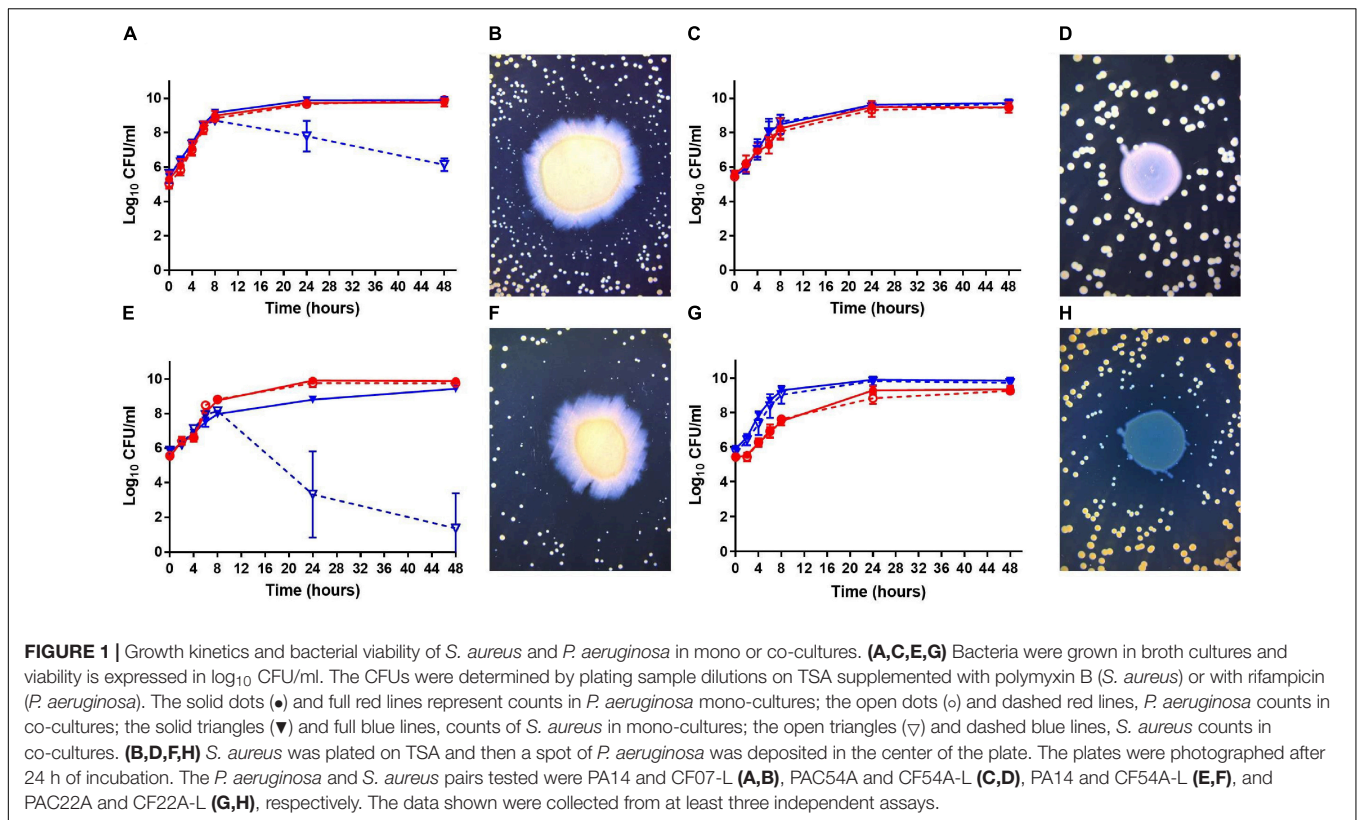 A
B
C
D
Log10 CFU/ml
10
8
6
4
2
0
0 4 8 12 16 20 24 28 32 36 40 44 48
Time (hours)
Log10 CFU/ml
10
8
6
4
2
0
0 4 8 12 16 20 24 28 32 36 40 44 48
Time (hours)
E
F
G
H
Log10 CFU/ml
10
8
6
4
2
0
0 4 8 12 16 20 24 28 32 36 40 44 48
Time (hours)
Log10 CFU/ml
10
8
6
4
2
0
0 4 8 12 16 20 24 28 32 36 40 44 48
Time (hours)
FIGURE 1 | Growth kinetics and bacterial viability of S. aureus and P. aeruginosa in mono or co-cultures. (A,C,E,G) Bacteria were grown in broth cultures and
viability is expressed in log10 CFU/ml. The CFUs were determined by plating sample dilutions on TSA supplemented with polymyxin B (S. aureus) or with rifampicin
(P. aeruginosa). The solid dots (●) and full red lines represent counts in P. aeruginosa mono-cultures; the open dots (○) and dashed red lines, P. aeruginosa counts in
co-cultures; the solid triangles (▼) and full blue lines, counts of S. aureus in mono-cultures; the open triangles (▽) and dashed blue lines, S. aureus counts in
co-cultures. (B,D,F,H) S. aureus was plated on TSA and then a spot of P. aeruginosa was deposited in the center of the plate. The plates were photographed after
24 h of incubation. The P. aeruginosa and S. aureus pairs tested were PA14 and CF07-L (A,B), PAC54A and CF54A-L (C,D), PA14 and CF54A-L (E,F), and
PAC22A and CF22A-L (G,H), respectively. The data shown were collected from at least three independent assays.